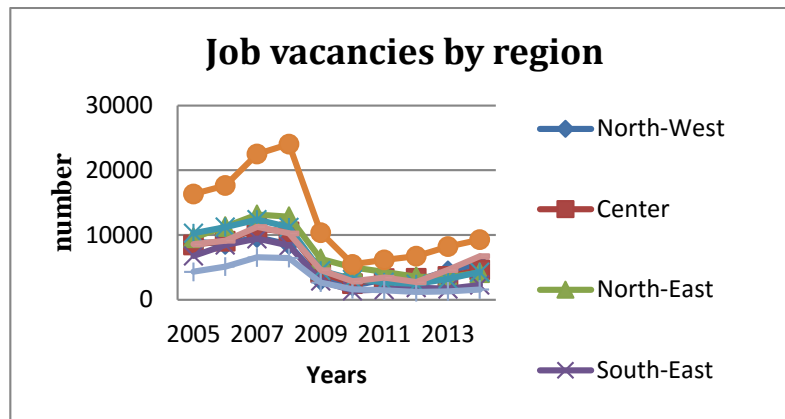 Job vacancies by region
number
30000
20000
10000
0
2005 2007 2009 2011 2013
Years
North-West
Center
North-East
South-East